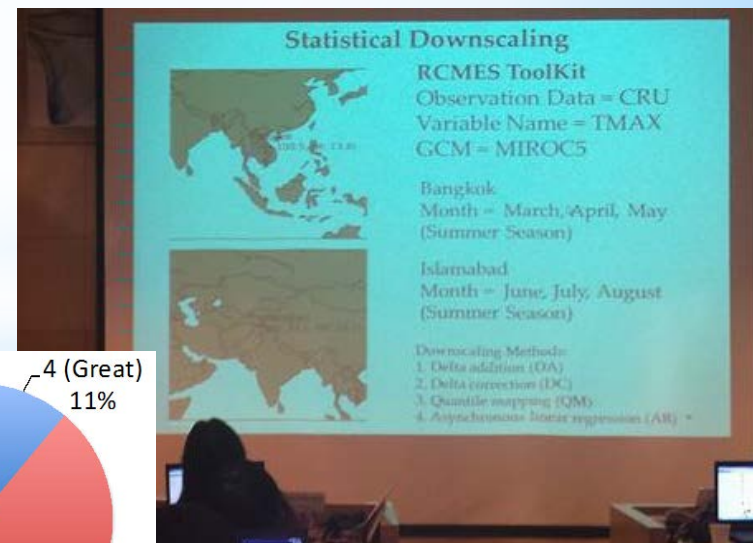 Statistical Downscaling
RCMES ToolKit
Observation Data = CRU
Variable Name = TMAX
GCM = MIROC5
Bangkok
Month = March, April, May
(Summer Season)
Islamabad
Month = June, July, August
(Summer Season)
Downscaling Methods:
1. Delta addition (DA)
2. Delta correction (DC)
3. Quantile mapping (QM)
4. Asynchronous linear regression (AR)
4 (Great)
11%